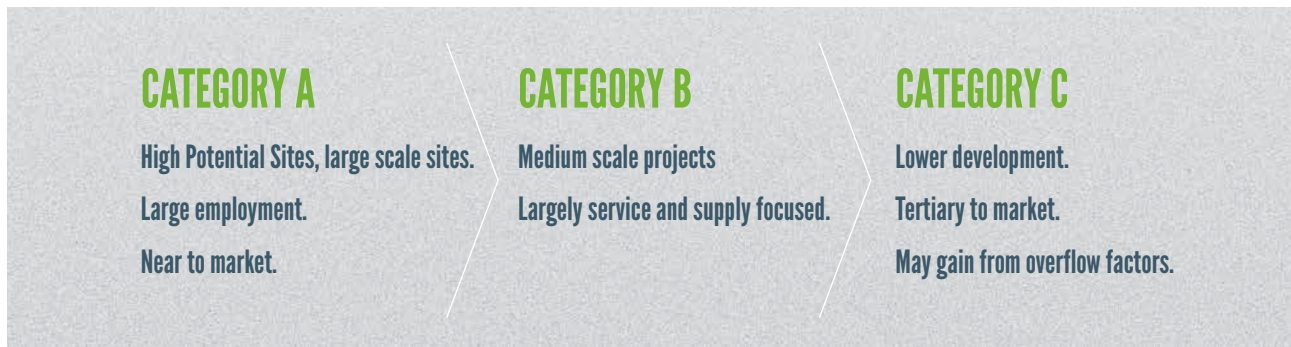 CATEGORY A
High Potential Sites, large scale sites.
Large employment.
Near to market.
CATEGORY B
Medium scale projects
Largely service and supply focused.
CATEGORY C
Lower development.
Tertiary to market.
May gain from overflow factors.